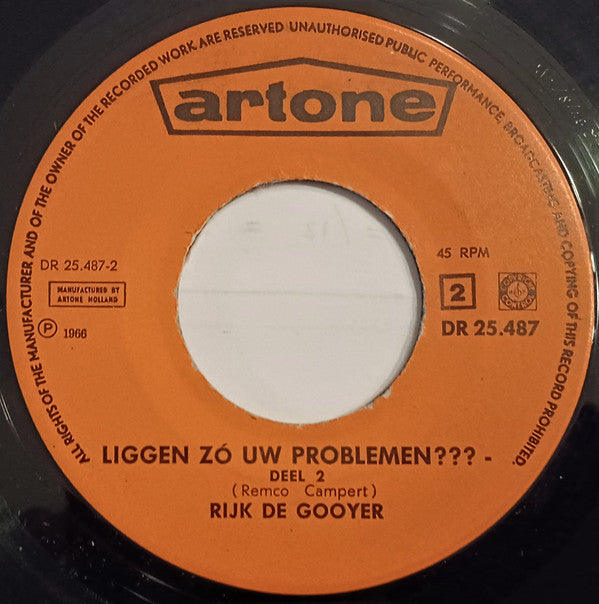 ALL RIGHTS OF THE MANUFACTURER AND OF THE OWNER OF THE RECORDED WORK ARE RESERVED UNAUTHORISED PUBLIC PERFORMANCE, BROADCASTING AND COPYING OF THIS RECORD PROHIBITED.
artone
DR 25.487-2
MANUFACTURED BY
ARTONE HOLLAND
℗ 1966
45 RPM
2
DR 25.487
LIGGEN ZÓ UW PROBLEMEN??? -
DEEL 2
(Remco Campert)
RIJK DE GOOYER